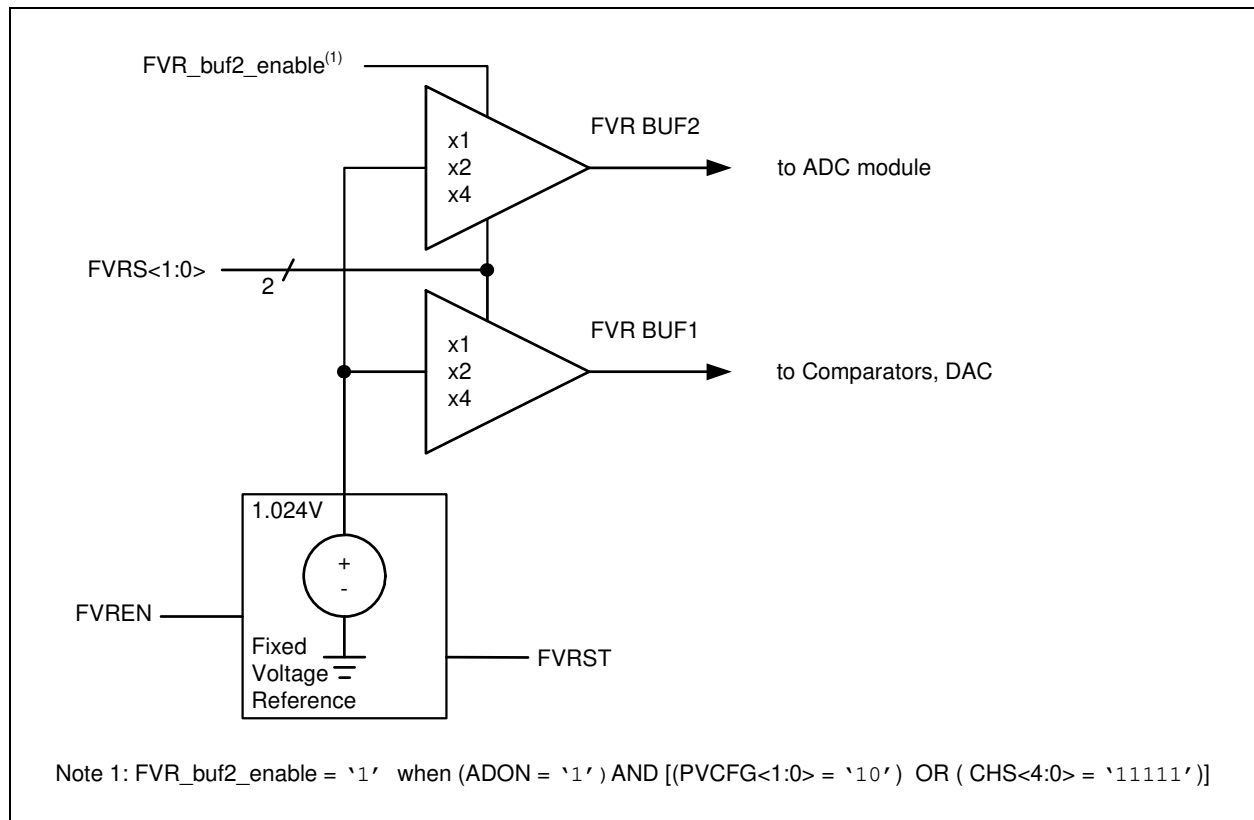 FVR_buf2_enable(1)
FVR BUF2
x1
x2
x4
to ADC module
FVRS<1:0>
2
FVR BUF1
x1
x2
x4
to Comparators, DAC
1.024V
+
-
FVREN
Fixed
Voltage
Reference
FVRST
Note 1: FVR_buf2_enable = ‘1’ when (ADON = ‘1’) AND [(PVCFG<1:0> = ‘10’) OR ( CHS<4:0> = ‘11111’)]